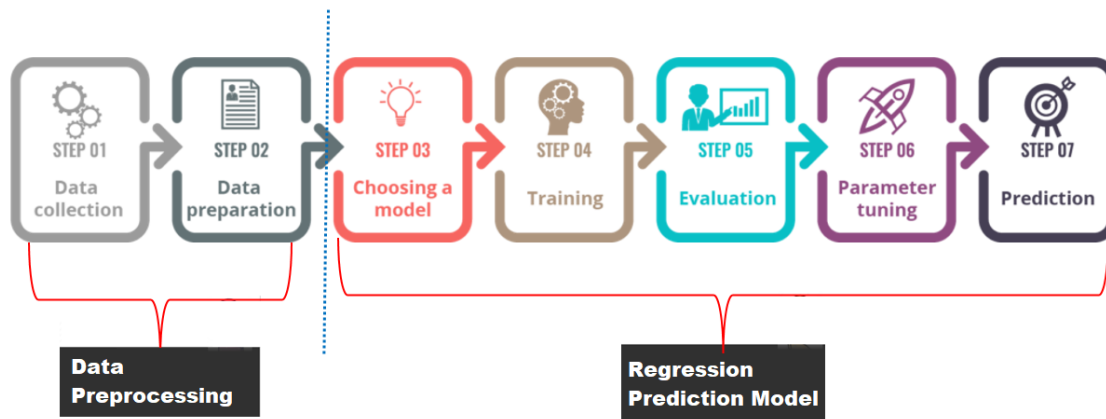 STEP 01
Data
collection
STEP 02
Data
preparation
STEP 03
Choosing a
model
STEP 04
Training
STEP 05
Evaluation
STEP 06
Parameter
tuning
STEP 07
Prediction
Data
Preprocessing
Regression
Prediction Model